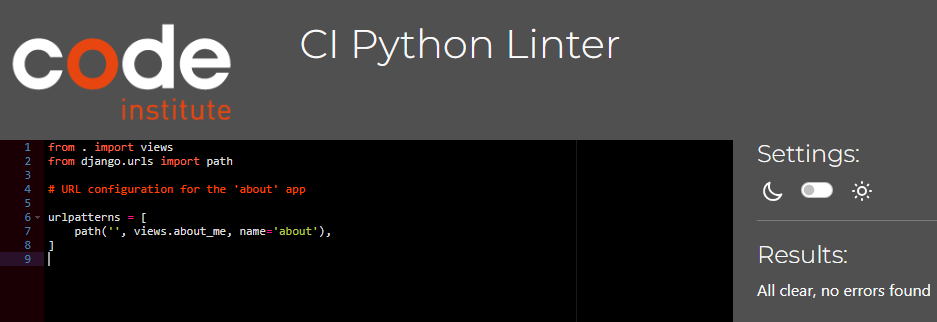 code
institute
CI Python Linter
1 from . import views
2 from django.urls import path
3
4 # URL configuration for the 'about' app
5
6 urlpatterns = [
7     path('', views.about_me, name='about'),
8 ]
9
Settings:
Results:
All clear, no errors found